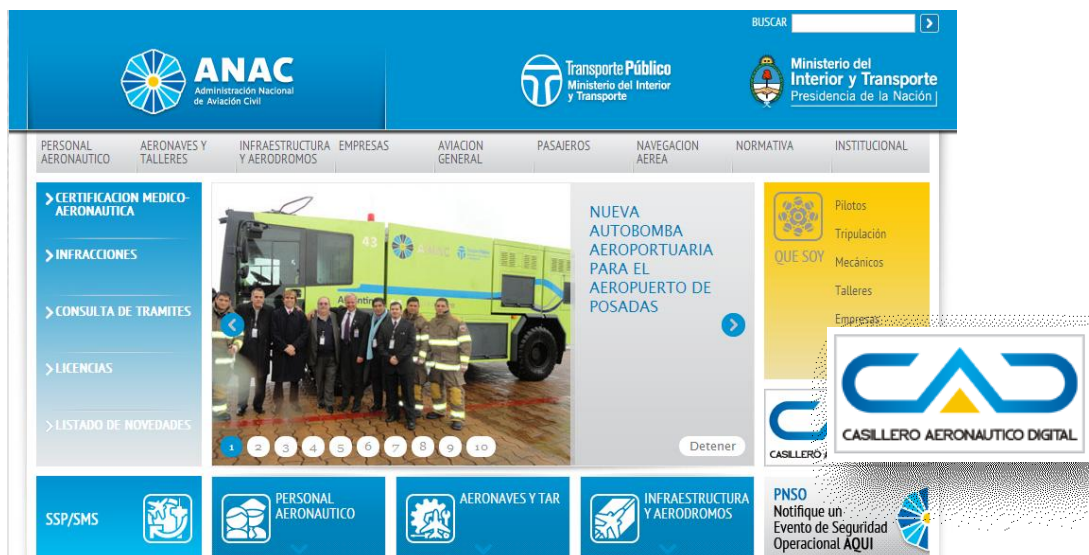 BUSCAR
ANAC
Administración Nacional
de Aviación Civil
Transporte Público
Ministerio del Interior
y Transporte
Ministerio del
Interior y Transporte
Presidencia de la Nación
PERSONAL
AERONAUTICO
AERONAVES Y
TALLERES
INFRAESTRUCTURA
Y AERODROMOS
EMPRESAS
AVIACION
GENERAL
PASAJEROS
NAVEGACION
AEREA
NORMATIVA
INSTITUCIONAL
CERTIFICACION MEDICO-
AERONAUTICA
INFRACCIONES
CONSULTA DE TRAMITES
LICENCIAS
LISTADO DE NOVEDADES
43
ANAC
NUEVA
AUTOBOMBA
AEROPORTUARIA
PARA EL
AEROPUERTO DE
POSADAS
1 2 3 4 5 6 7 8 9 10
Detener
QUE SOY
Pilotos
Tripulación
Mecánicos
Talleres
Empresas
CASILLERO
CASILLERO AERONAUTICO DIGITAL
SSP/SMS
PERSONAL
AERONAUTICO
AERONAVES Y TAR
INFRAESTRUCTURA
Y AERODROMOS
PNSO
Notifique un
Evento de Seguridad
Operacional AQUI